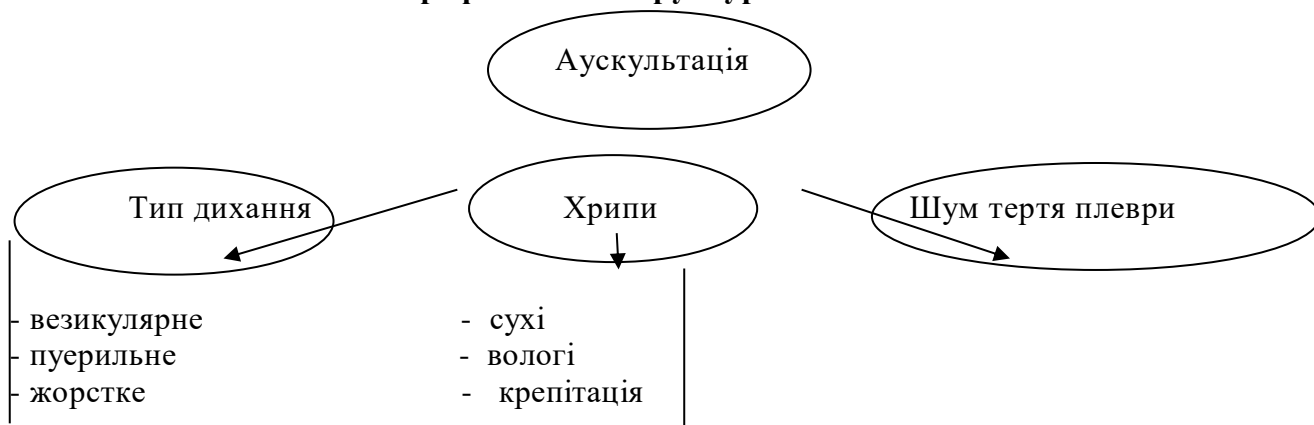 Аускультація
Тип дихання
Хрипи
Шум тертя плеври
- везикулярне
- пуерильне
- жорстке
- сухі
- вологі
- крепітація